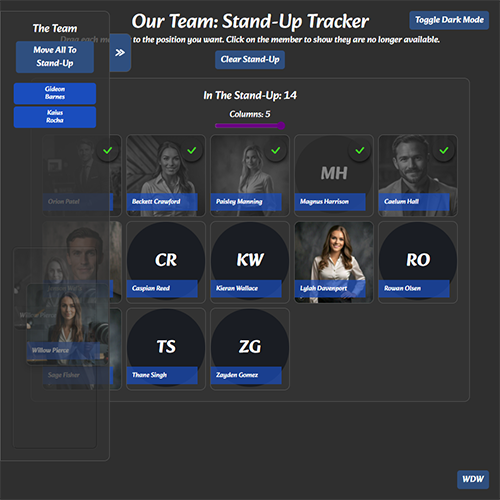 Our Team: Stand-Up Tracker
Toggle Dark Mode
The Team
Move All To
Stand-Up
»
Drag each me to the position you want. Click on the member to show they are no longer available.
Clear Stand-Up
Gideon
Barnes
Kaius
Rocha
In The Stand-Up: 14
Columns: 5
MH
Orion Patel
Beckett Crawford
Paisley Manning
Magnus Harrison
Caelum Hall
CR
KW
RO
Caspian Reed
Kieran Wallace
Lylah Davenport
Rowan Olsen
Willow Pierce
TS
ZG
Sage Fisher
Thane Singh
Zayden Gomez
WDW